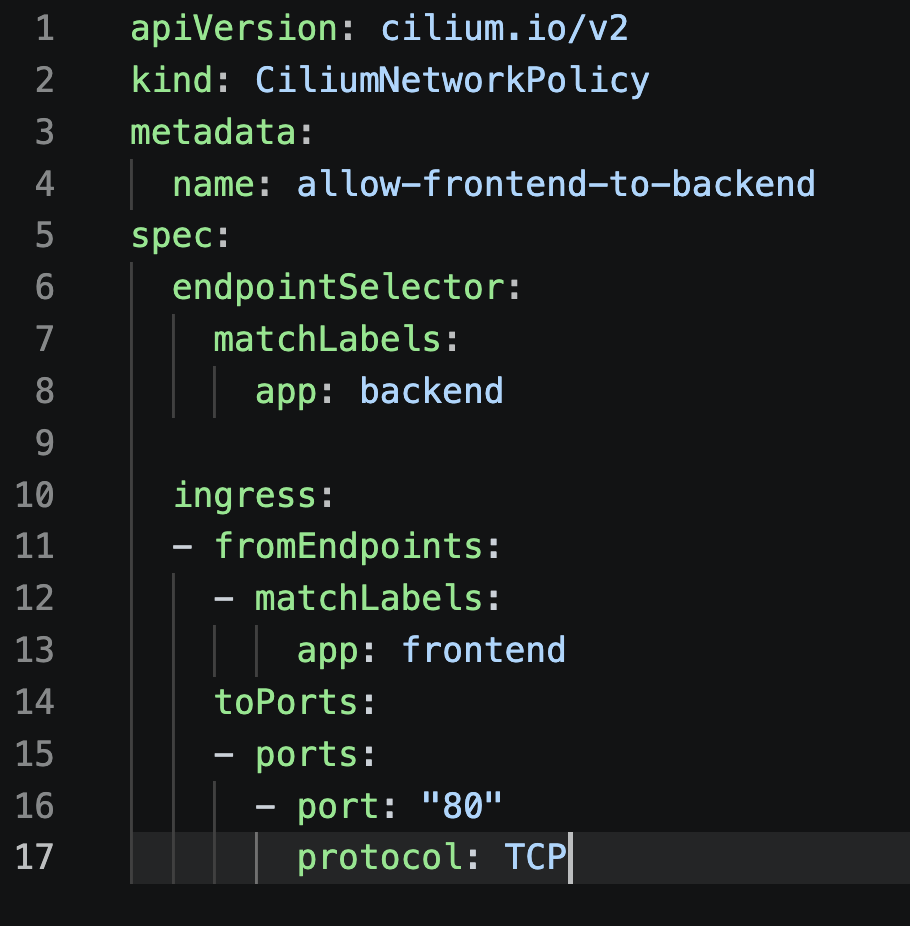 1 apiVersion: cilium.io/v2
2 kind: CiliumNetworkPolicy
3 metadata:
4   name: allow-frontend-to-backend
5 spec:
6   endpointSelector:
7     matchLabels:
8       app: backend
9
10   ingress:
11   - fromEndpoints:
12     - matchLabels:
13         app: frontend
14     toPorts:
15     - ports:
16       - port: "80"
17         protocol: TCP